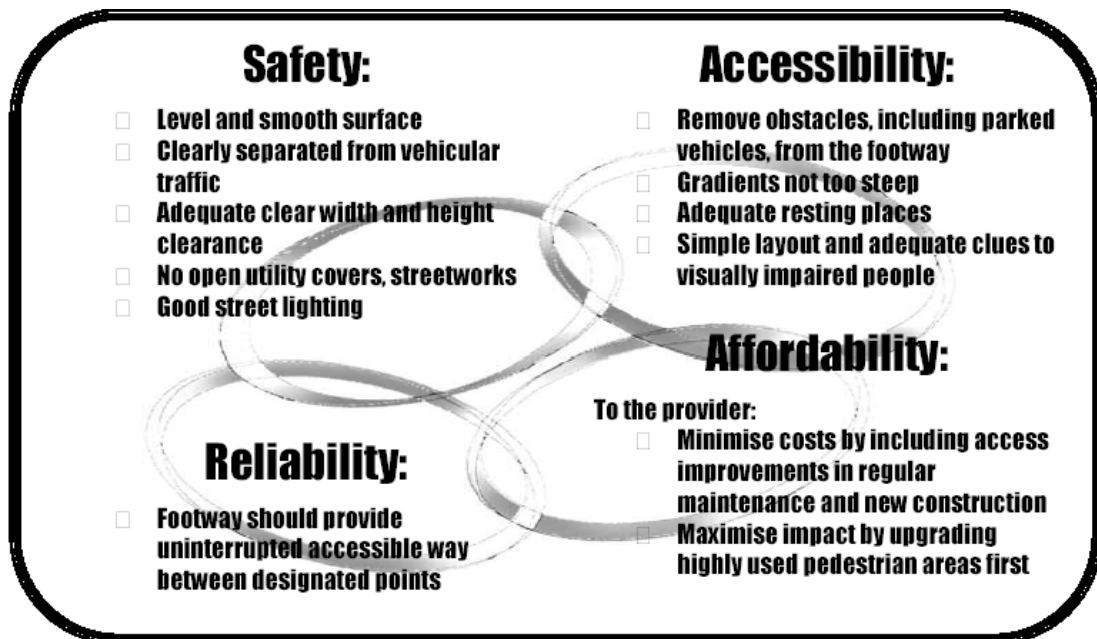 Safety:
□ Level and smooth surface
□ Clearly separated from vehicular
traffic
□ Adequate clear width and height
clearance
□ No open utility covers, streetworks
□ Good street lighting
Accessibility:
□ Remove obstacles, including parked
vehicles, from the footway
□ Gradients not too steep
□ Adequate resting places
□ Simple layout and adequate clues to
visually impaired people
Reliability:
□ Footway should provide
uninterrupted accessible way
between designated points
Affordability:
To the provider:
□ Minimise costs by including access
improvements in regular
maintenance and new construction
□ Maximise impact by upgrading
highly used pedestrian areas first